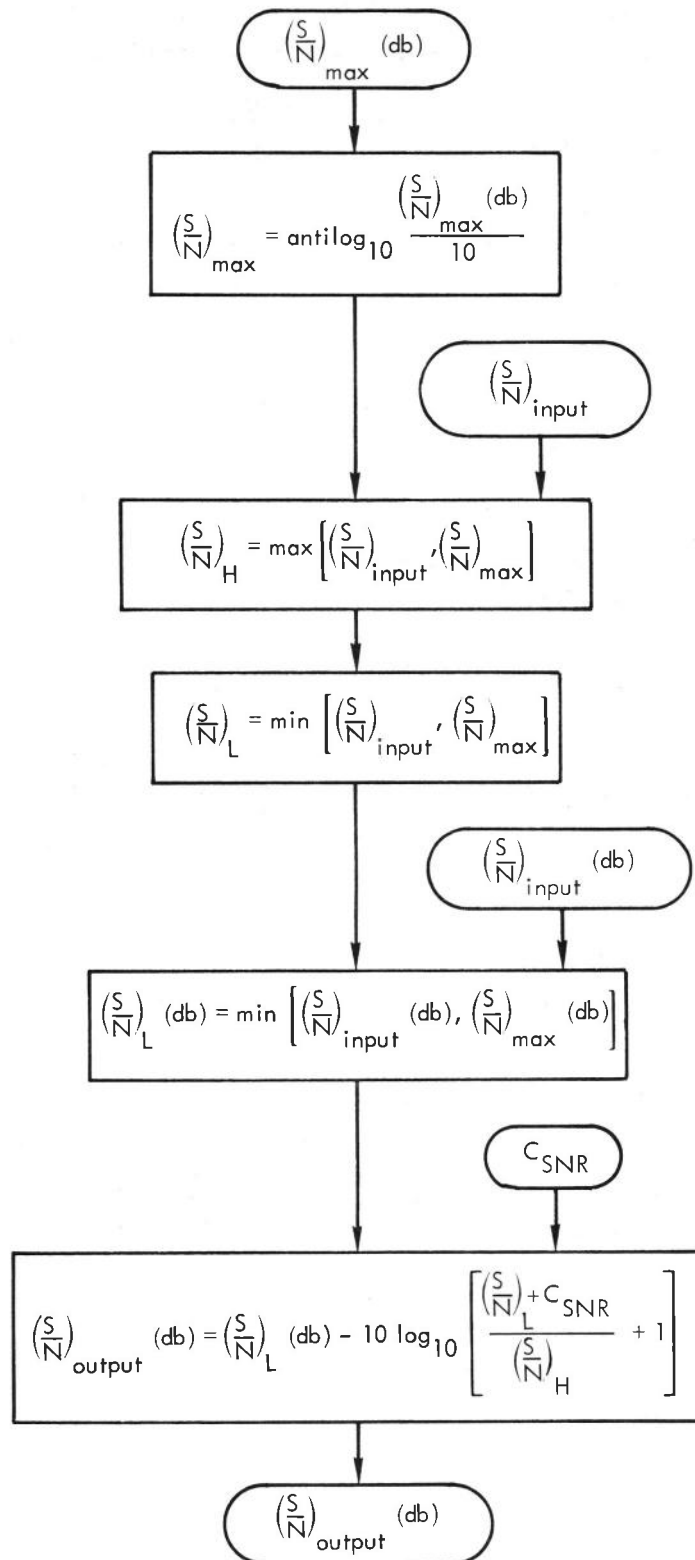 (S/N)max (db)
(S/N)max = antilog10 (S/N)max (db) / 10
(S/N)input
(S/N)H = max [(S/N)input, (S/N)max]
(S/N)L = min [(S/N)input, (S/N)max]
(S/N)input (db)
(S/N)L (db) = min [(S/N)input (db), (S/N)max (db)]
CSNR
(S/N)output (db) = (S/N)L (db) - 10 log10 [((S/N)L + CSNR) / (S/N)H + 1]
(S/N)output (db)